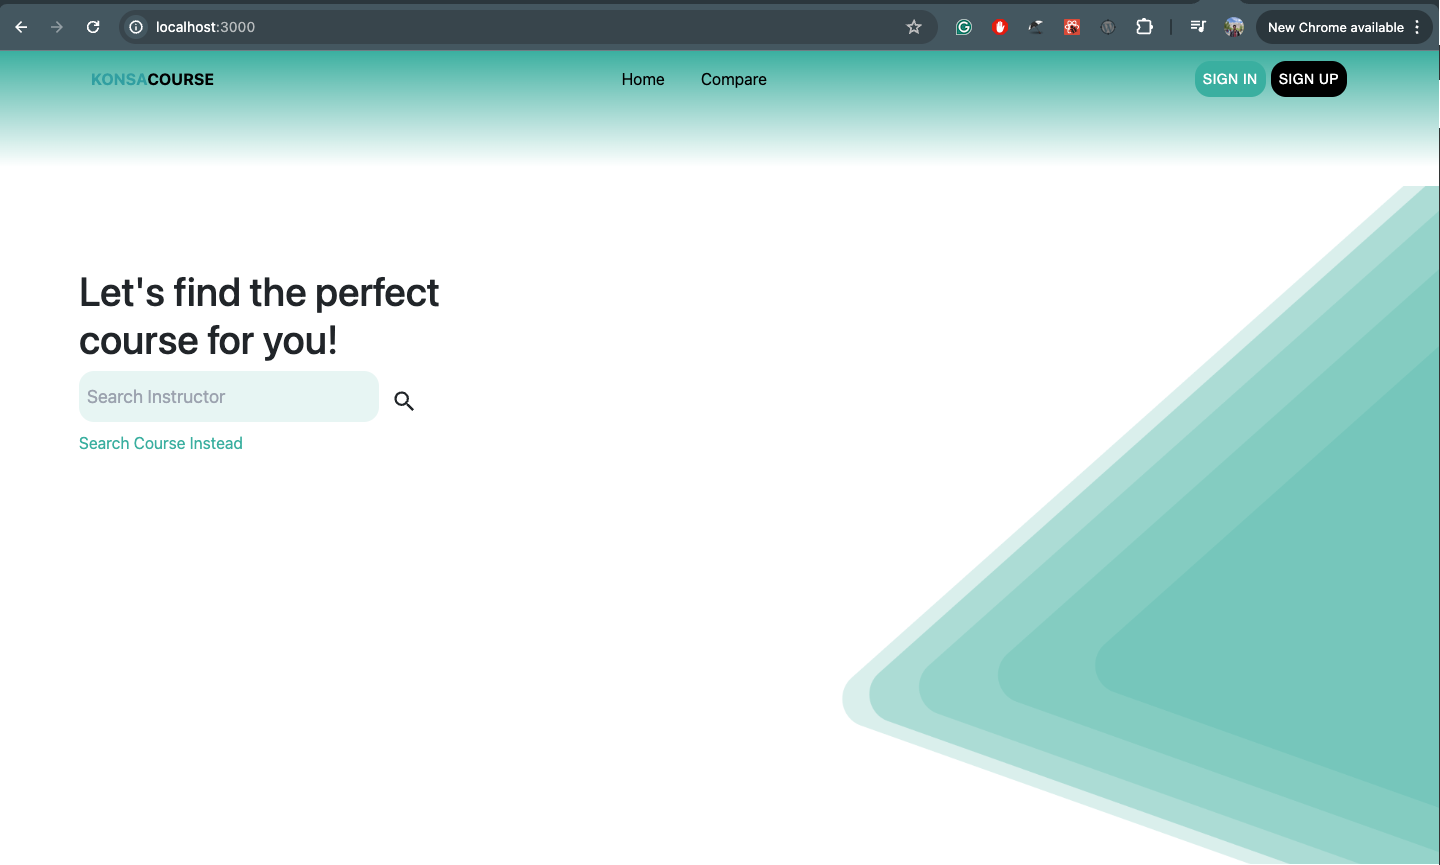 localhost:3000
New Chrome available
KONSACOURSE
Home
Compare
SIGN IN
SIGN UP
Let's find the perfect
course for you!
Search Instructor
Search Course Instead